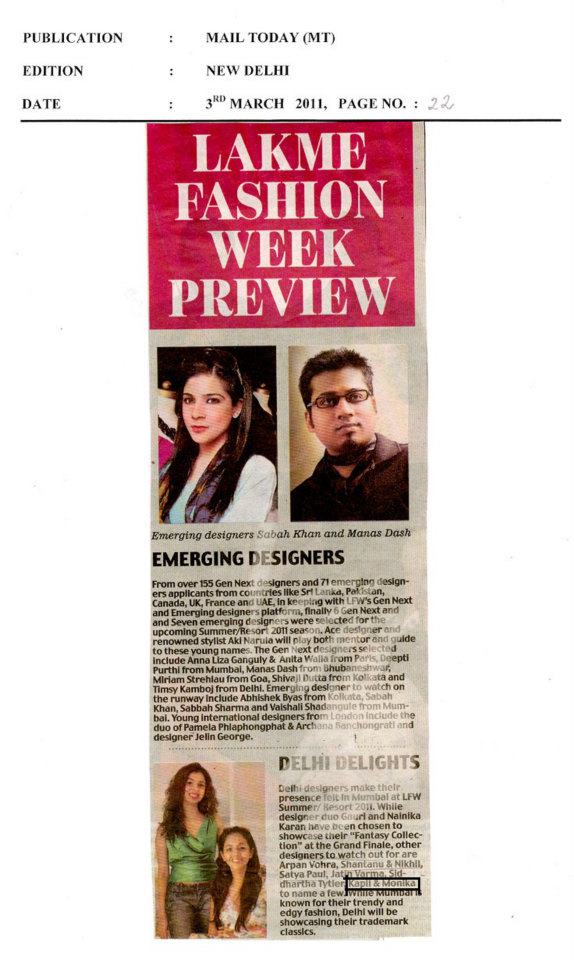 PUBLICATION : MAIL TODAY (MT)
EDITION : NEW DELHI
DATE : 3RD MARCH 2011, PAGE NO. : 22
LAKME
FASHION
WEEK
PREVIEW
Emerging designers Sabah Khan and Manas Dash
EMERGING DESIGNERS
From over 155 Gen Next designers and 71 emerging design-
ers applicants from countries like Sri Lanka, Pakistan,
Canada, UK, France and UAE, in keeping with LFW's Gen Next
and Emerging designers platform, finally 6 Gen Next and
and Seven emerging designers were selected for the
upcoming Summer/Resort 2011 season. Ace designer and
renowned stylist Aki Narula will play both mentor and guide
to these young names. The Gen Next designers selected
include Anna Liza Ganguly & Anita Walia from Paris, Deepti
Purthi from Mumbai, Manas Dash from Bhubaneshwar,
Miriam Strehlau from Goa, Shivaji Dutta from Kolkata and
Timsy Kamboj from Delhi. Emerging designer to watch on
the runway include Abhishek Byas from Kolkata, Sabah
Khan, Sabbah Sharma and Vaishali Shadangule from Mum-
bai. Young international designers from London include the
duo of Pamela Phlaphongphat & Archana Banchongrati and
designer Jelin George.
DELHI DELIGHTS
Delhi designers make their
presence felt in Mumbai at LFW
Summer/ Resort 2011. While
designer duo Gauri and Nainika
Karan have been chosen to
showcase their "Fantasy Collec-
tion" at the Grand Finale, other
designers to watch out for are
Arpan Vohra, Shantanu & Nikhil,
Satya Paul, Jatin Varma, Sid-
dhartha Tytler, Kapil & Monika
to name a few. While Mumbai is
known for their trendy and
edgy fashion, Delhi will be
showcasing their trademark
classics.